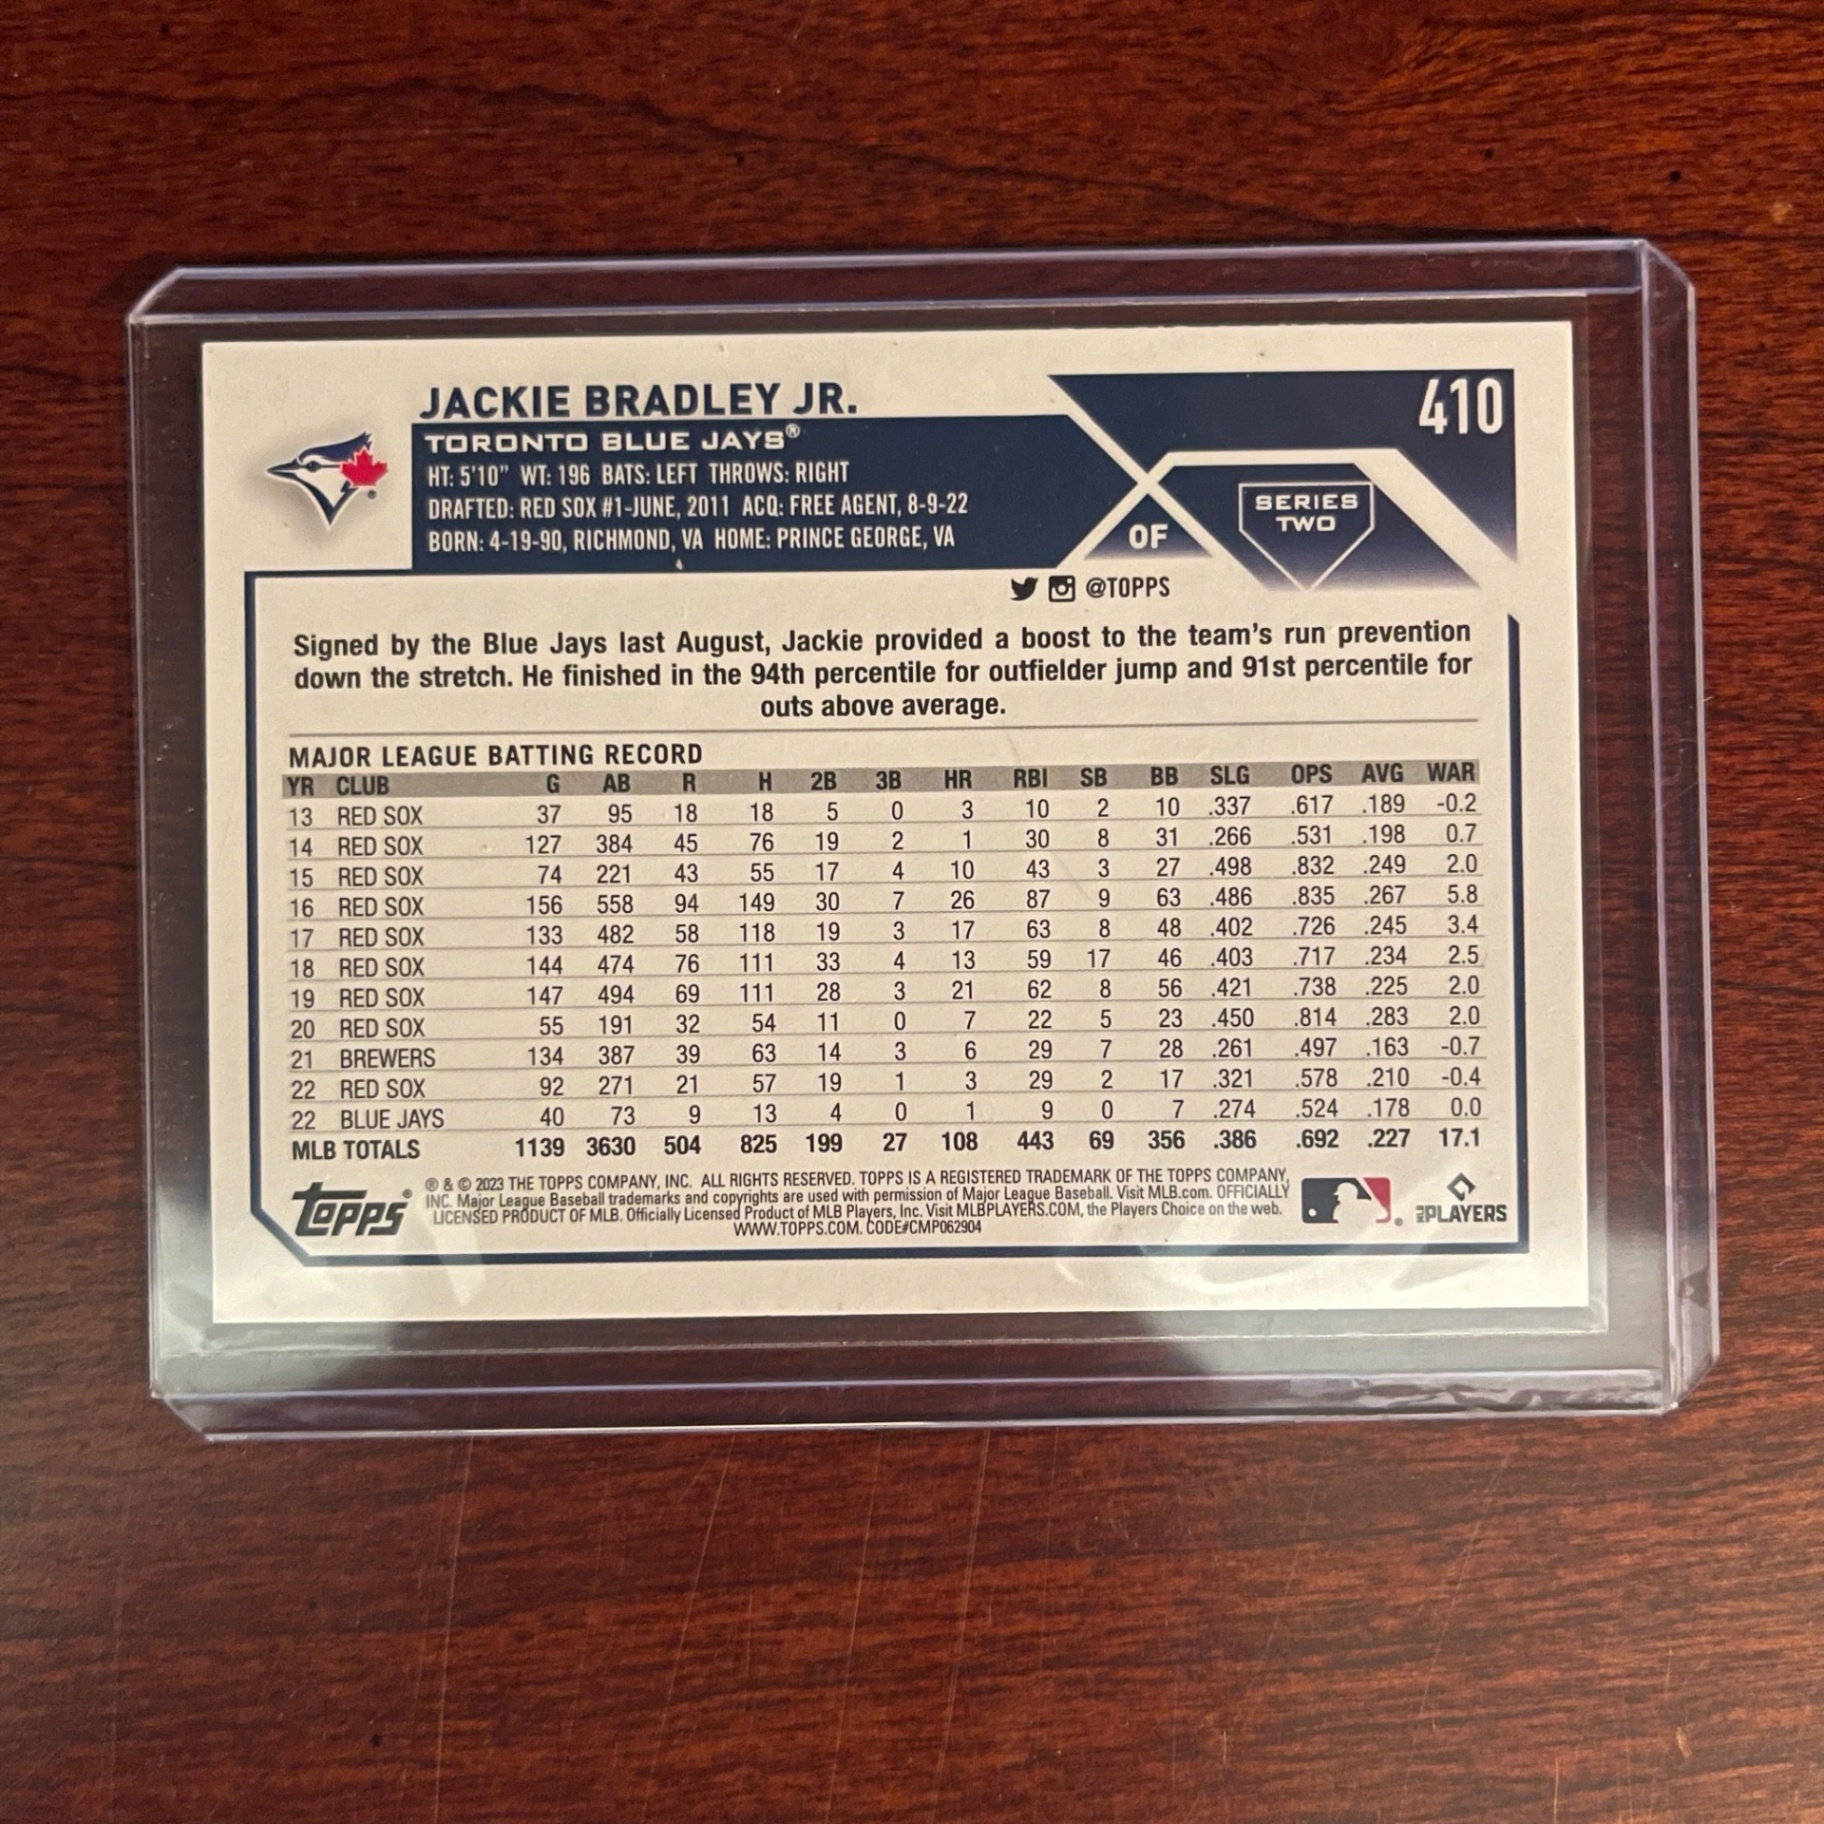 JACKIE BRADLEY JR.
410
TORONTO BLUE JAYS®
HT: 5'10" WT: 196 BATS: LEFT THROWS: RIGHT
DRAFTED: RED SOX #1-JUNE, 2011 ACQ: FREE AGENT, 8-9-22
BORN: 4-19-90, RICHMOND, VA HOME: PRINCE GEORGE, VA
OF
SERIES
TWO
@TOPPS
Signed by the Blue Jays last August, Jackie provided a boost to the team's run prevention
down the stretch. He finished in the 94th percentile for outfielder jump and 91st percentile for
outs above average.
MAJOR LEAGUE BATTING RECORD
YR CLUB G AB R H 2B 3B HR RBI SB BB SLG OPS AVG WAR
13 RED SOX 37 95 18 18 5 0 3 10 2 10 .337 .617 .189 -0.2
14 RED SOX 127 384 45 76 19 2 1 30 8 31 .266 .531 .198 0.7
15 RED SOX 74 221 43 55 17 4 10 43 3 27 .498 .832 .249 2.0
16 RED SOX 156 558 94 149 30 7 26 87 9 63 .486 .835 .267 5.8
17 RED SOX 133 482 58 118 19 3 17 63 8 48 .402 .726 .245 3.4
18 RED SOX 144 474 76 111 33 4 13 59 17 46 .403 .717 .234 2.5
19 RED SOX 147 494 69 111 28 3 21 62 8 56 .421 .738 .225 2.0
20 RED SOX 55 191 32 54 11 0 7 22 5 23 .450 .814 .283 2.0
21 BREWERS 134 387 39 63 14 3 6 29 7 28 .261 .497 .163 -0.7
22 RED SOX 92 271 21 57 19 1 3 29 2 17 .321 .578 .210 -0.4
22 BLUE JAYS 40 73 9 13 4 0 1 9 0 7 .274 .524 .178 0.0
MLB TOTALS 1139 3630 504 825 199 27 108 443 69 356 .386 .692 .227 17.1
topps®
® & © 2023 THE TOPPS COMPANY, INC. ALL RIGHTS RESERVED. TOPPS IS A REGISTERED TRADEMARK OF THE TOPPS COMPANY,
INC. Major League Baseball trademarks and copyrights are used with permission of Major League Baseball. Visit MLB.com. OFFICIALLY
LICENSED PRODUCT OF MLB. Officially Licensed Product of MLB Players, Inc. Visit MLBPLAYERS.COM, the Players Choice on the web.
WWW.TOPPS.COM. CODE#CMP062904
MLB PLAYERS